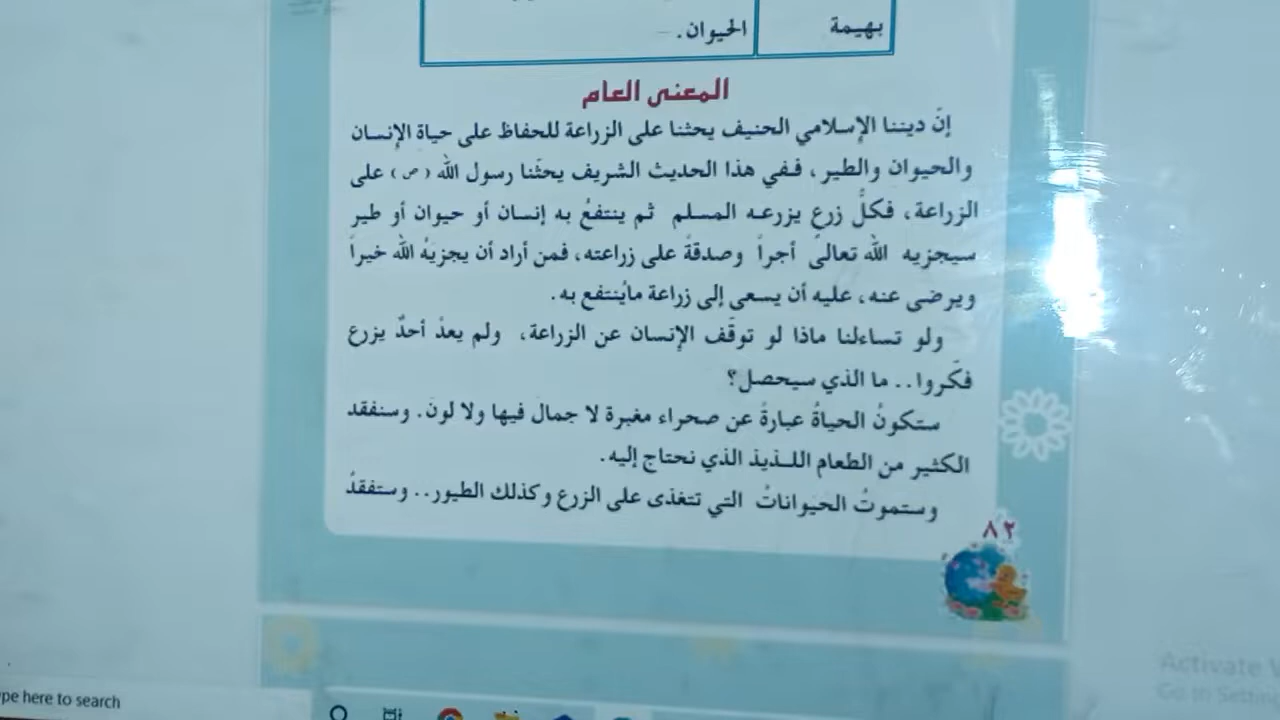 بهيمة
الحيوان.
المعنى العام
إنّ ديننا الإسلامي الحنيف يحثنا على الزراعة للحفاظ على حياة الإنسان
والحيوان والطير، ففي هذا الحديث الشريف يحثّنا رسول الله (ص) على
الزراعة، فكلُّ زرعٍ يزرعه المسلم ثم ينتفعُ به إنسان أو حيوان أو طير
سيجزيه الله تعالى أجراً وصدقةً على زراعته، فمن أراد أن يجزيَهُ الله خيراً
ويرضى عنه، عليه أن يسعى إلى زراعة مايُنتفع به.
ولو تساءلنا ماذا لو توقّف الإنسان عن الزراعة، ولم يعدْ أحدٌ يزرع
فكّروا.. ما الذي سيحصل؟
ستكونُ الحياةُ عبارةً عن صحراء مغبرة لا جمالَ فيها ولا لونَ. وسنفقد
الكثير من الطعام اللذيذ الذي نحتاج إليه.
وستموتُ الحيواناتُ التي تتغذى على الزرع وكذلك الطيور.. وستفقدُ
٨٢
Activate
Go to Settin
pe here to search